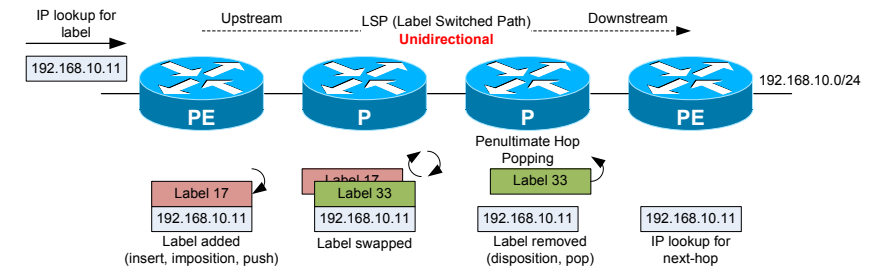 IP lookup for
label
Upstream
LSP (Label Switched Path)
Downstream
Unidirectional
192.168.10.11
192.168.10.0/24
PE
P
P
PE
Penultimate Hop
Popping
Label 17
Label 17
Label 33
Label 33
192.168.10.11
192.168.10.11
192.168.10.11
192.168.10.11
Label added
(insert, imposition, push)
Label swapped
Label removed
(disposition, pop)
IP lookup for
next-hop